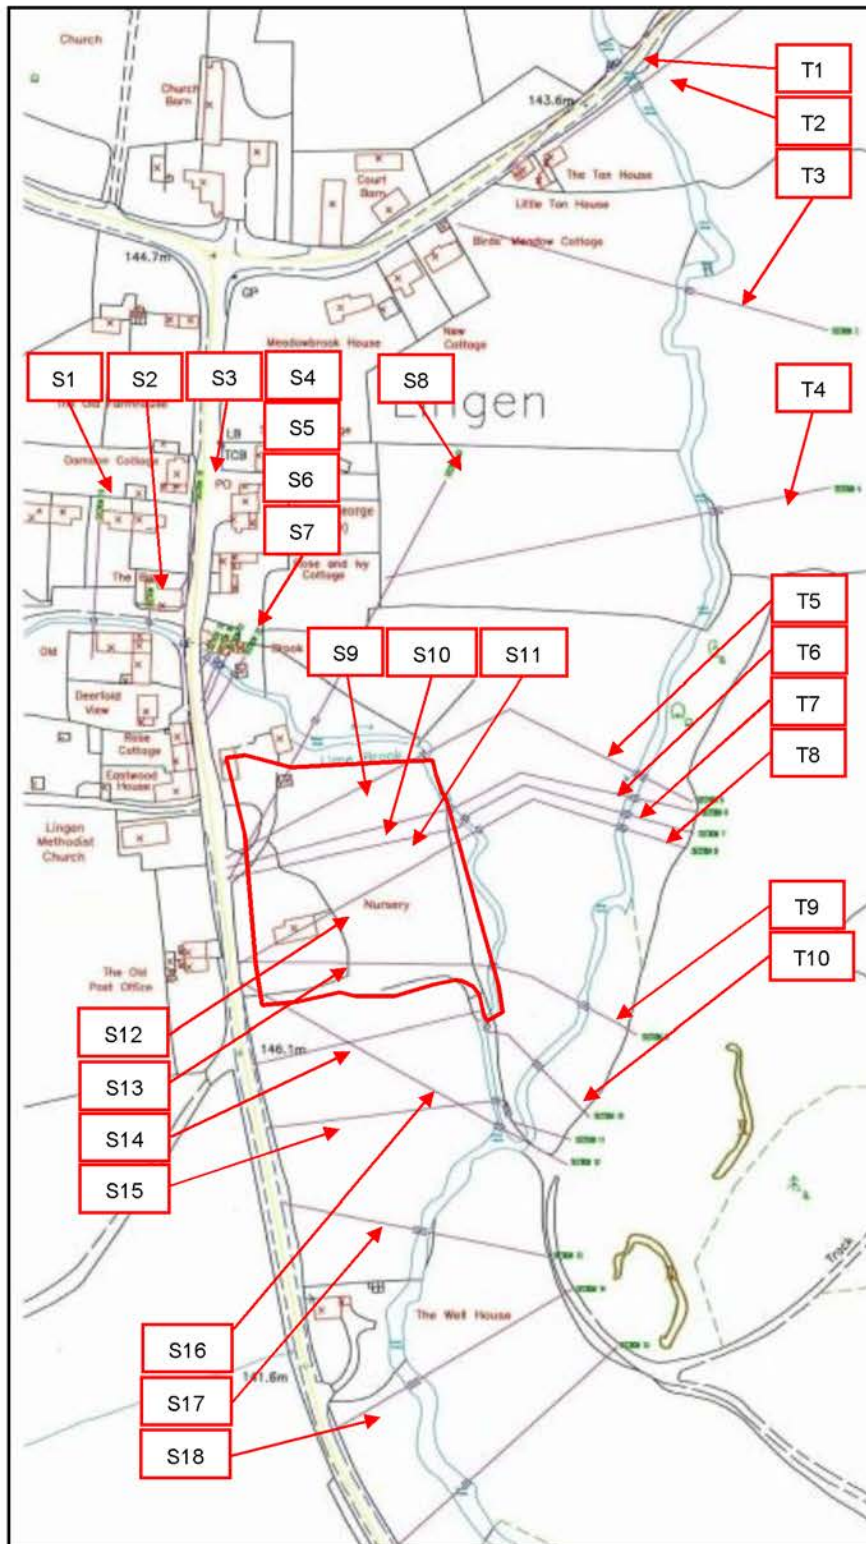 Church
Church
Barn
T1
143.6m
T2
Court
Barn
The Tan House
T3
Little Tan House
Birds' Meadow Cottage
144.7m
GP
New
Cottage
Meadowbrook House
S1
S2
S3
S4
S8
T4
Lingen
The Old Farmhouse
S5
LB
TCB
Damson Cottage
S6
PO
S7
Rose and Ivy
Cottage
T5
T6
T7
T8
Old
Brook
S9
S10
S11
Deerfold
View
Rose
Cottage
Lime Brook
Eastwood
House
Lingen
Methodist
Church
Nursery
T9
T10
The Old
Post Office
S12
146.1m
S13
S14
S15
Track
The Well House
S16
141.6m
S17
S18